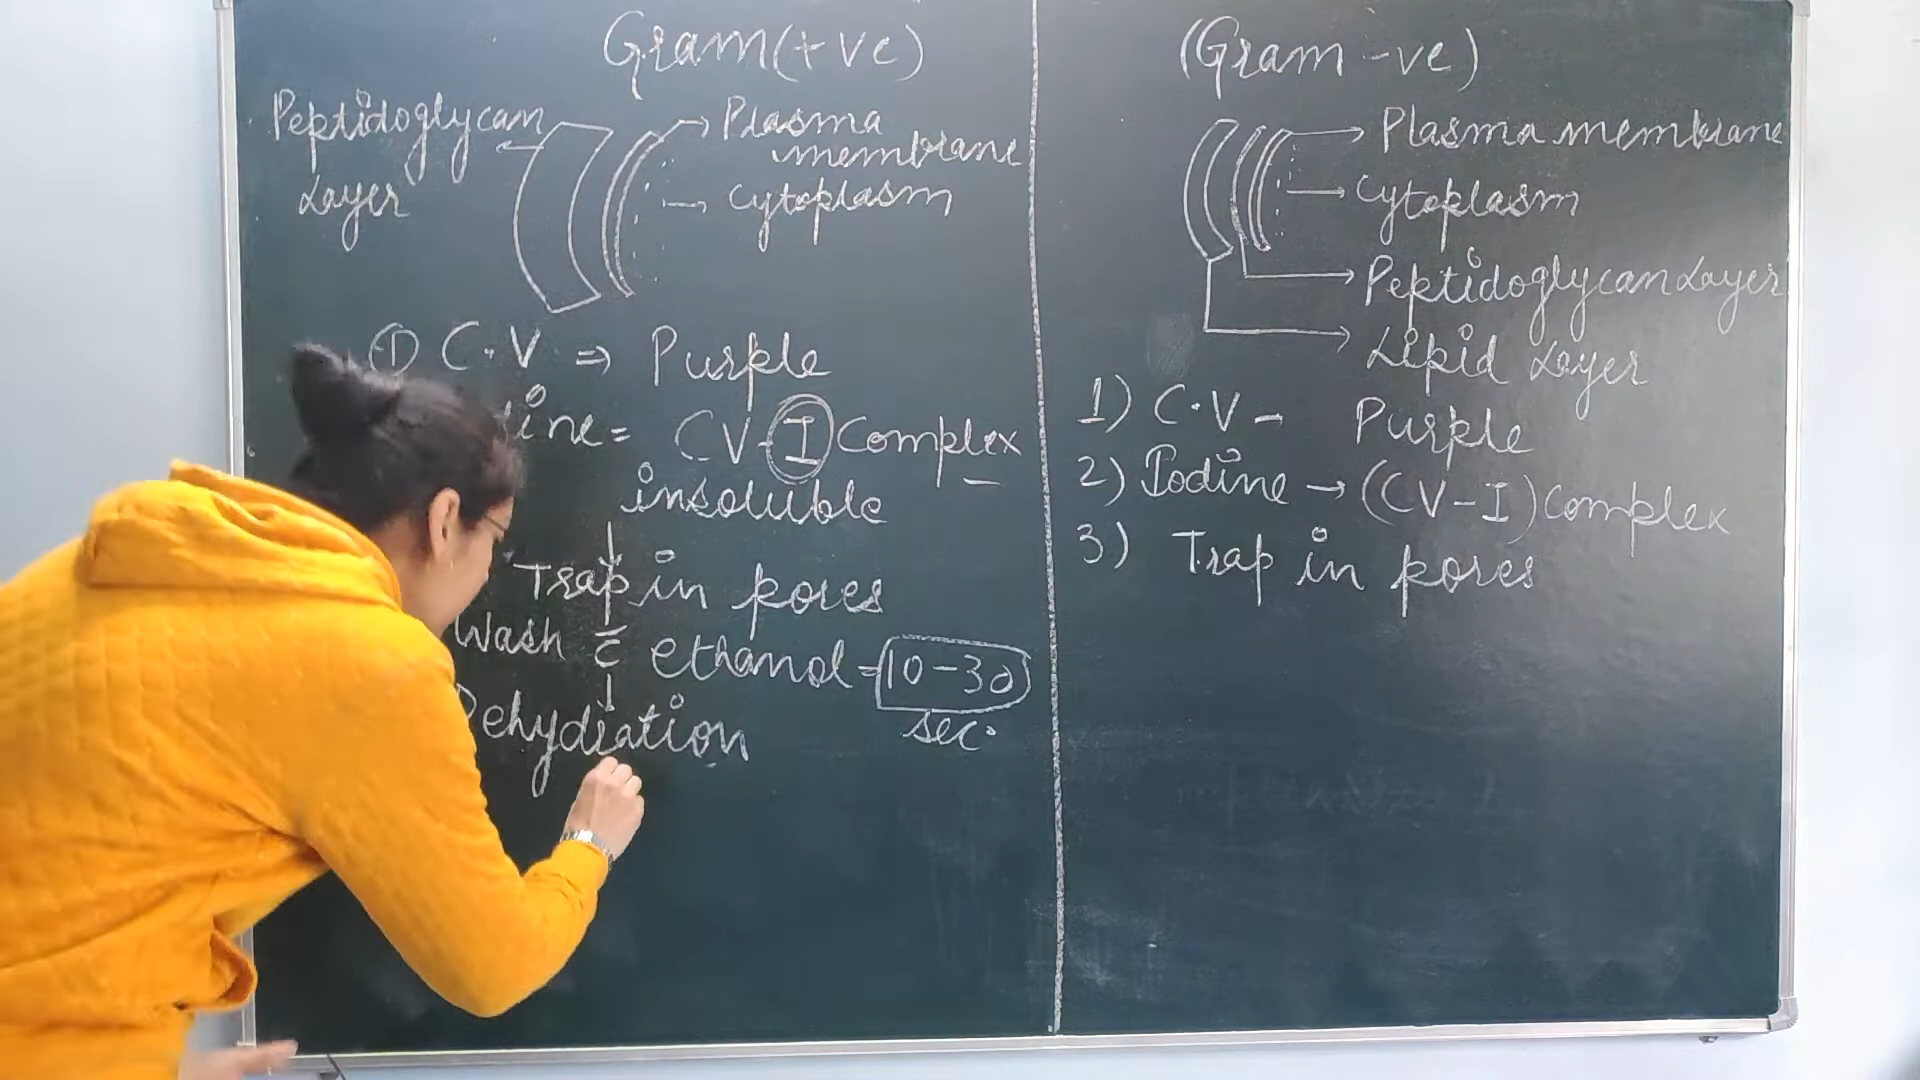 Gram(+ve)
Peptidoglycan
Layer
Plasma
membrane
Cytoplasm
① C.V ⇒ Purple
ine = CV-I Complex
insoluble
Trap in pores
Wash c̄ ethanol = 10-30
sec.
Dehydration
(Gram -ve)
Plasma membrane
Cytoplasm
Peptidoglycan Layer
Lipid Layer
1) C.V - Purple
2) Iodine → (CV-I) Complex
3) Trap in pores